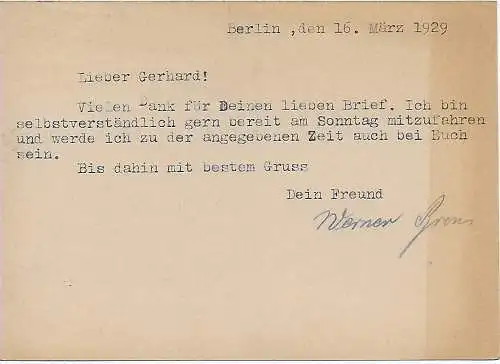 Berlin ,den 16. März 1929
Lieber Gerhard!
Vielen Dank für Deinen lieben Brief. Ich bin
selbstverständlich gern bereit am Sonntag mitzufahren
und werde ich zu der angegebenen Zeit auch bei Euch
sein.
Bis dahin mit bestem Gruss
Dein Freund
Werner